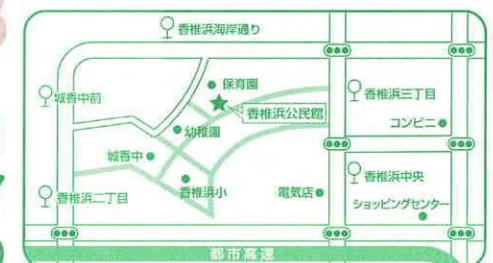 香椎浜海岸通り
保育園
城香中前
香椎浜三丁目
香椎浜公民館
コンビニ
幼稚園
城香中
香椎浜中央
香椎浜二丁目
香椎浜小
電気店
ショッピングセンター
都市高速